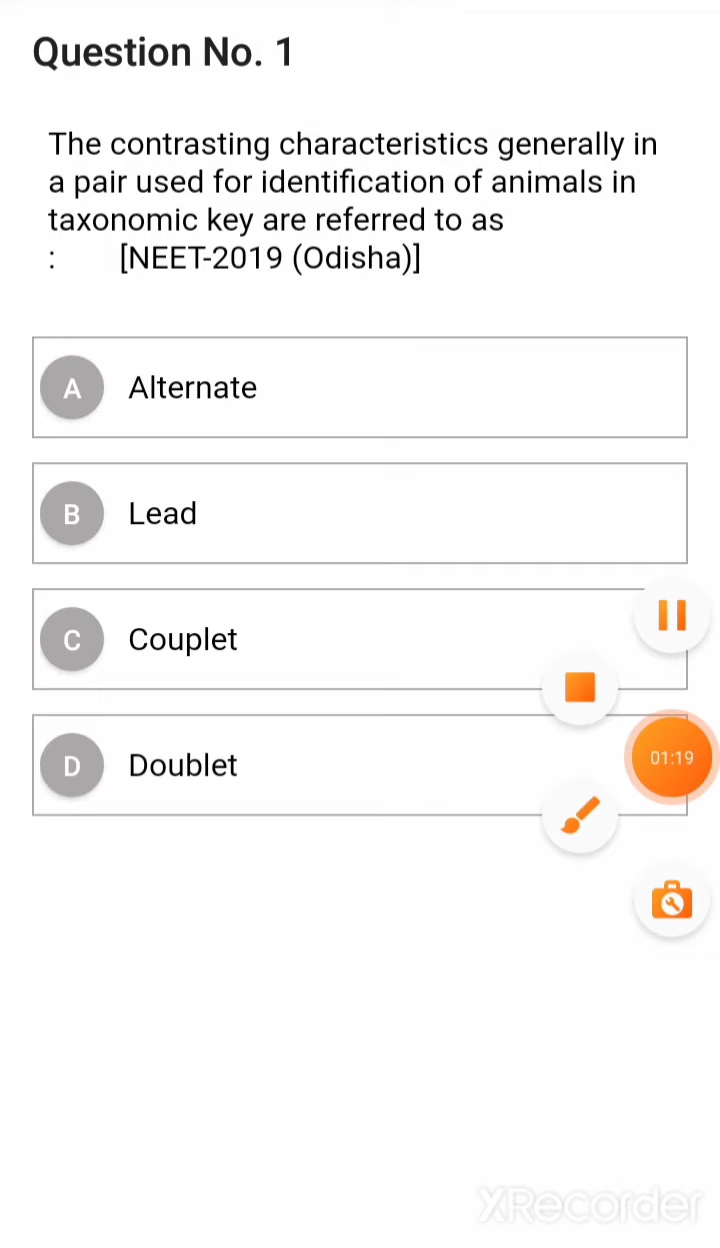 Question No. 1
The contrasting characteristics generally in
a pair used for identification of animals in
taxonomic key are referred to as
: [NEET-2019 (Odisha)]
A Alternate
B Lead
C Couplet
D Doublet
01:19
XRecorder